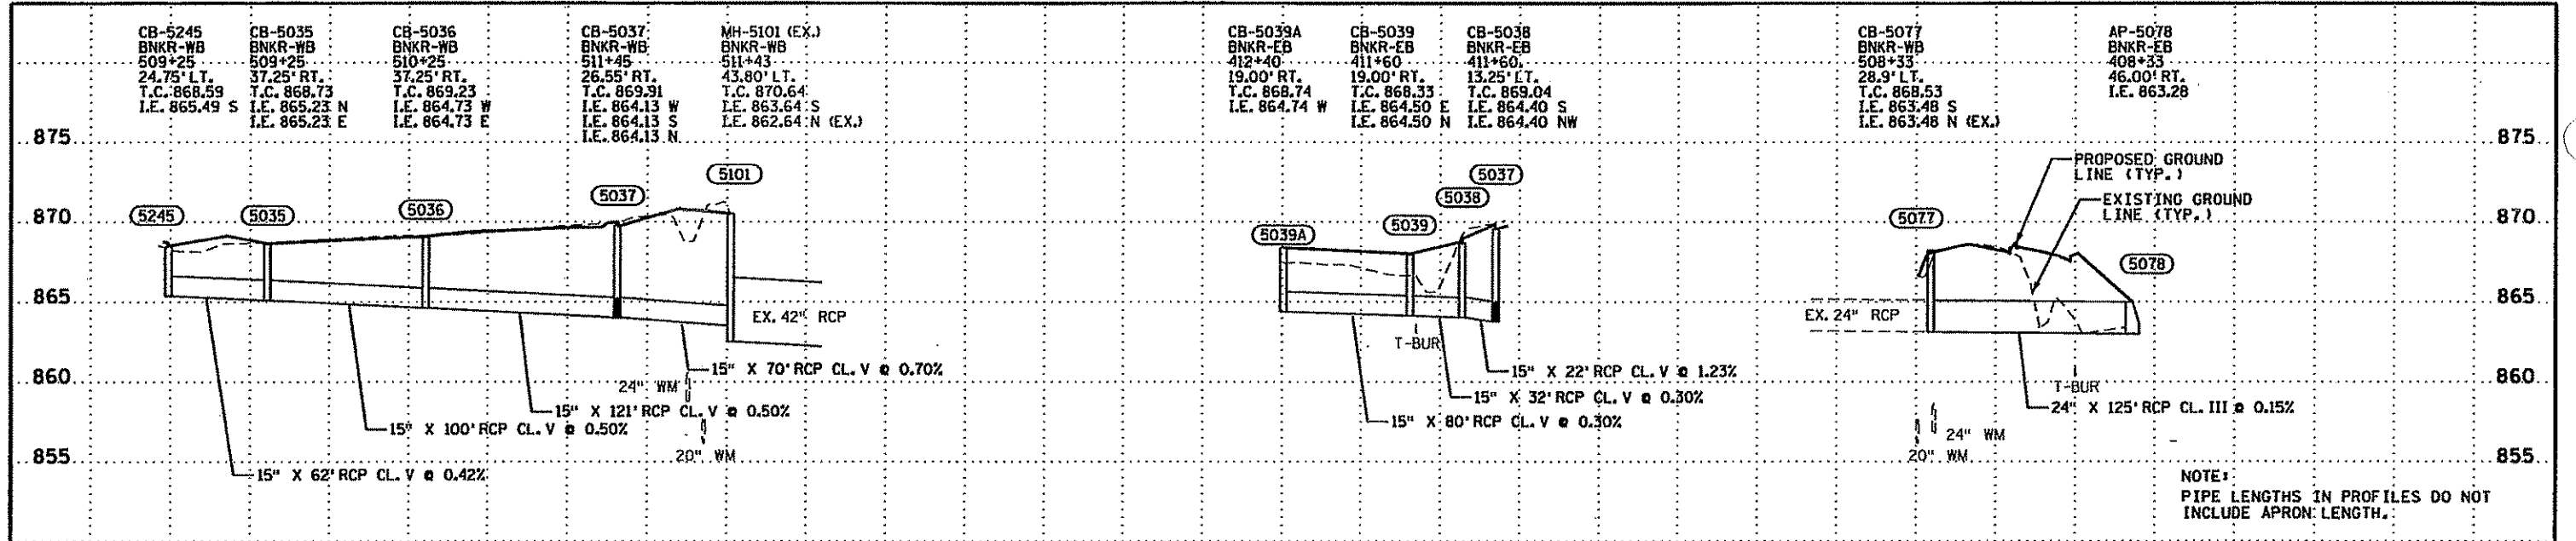 CB-5245
BNKR-WB
509+25
24.75' LT.
T.C. 868.59
I.E. 865.49 S
CB-5035
BNKR-WB
509+25
37.25' RT.
T.C. 868.73
I.E. 865.23 N
I.E. 865.23 E
CB-5036
BNKR-WB
510+25
37.25' RT.
T.C. 869.23
I.E. 864.73 W
I.E. 864.73 E
CB-5037
BNKR-WB
511+45
26.55' RT.
T.C. 869.91
I.E. 864.13 W
I.E. 864.13 S
I.E. 864.13 N
MH-5101 (EX.)
BNKR-WB
511+43
43.80' LT.
T.C. 870.64
I.E. 863.64 S
I.E. 862.64 N (EX.)
CB-5039A
BNKR-EB
412+40
19.00' RT.
T.C. 868.74
I.E. 864.74 W
CB-5039
BNKR-EB
411+60
19.00' RT.
T.C. 868.33
I.E. 864.50 E
I.E. 864.50 N
CB-5038
BNKR-EB
411+60
13.25' LT.
T.C. 869.04
I.E. 864.40 S
I.E. 864.40 NW
CB-5077
BNKR-WB
508+33
28.9' LT.
T.C. 868.53
I.E. 863.48 S
I.E. 863.48 N (EX.)
AP-5078
BNKR-EB
408+33
46.00' RT.
I.E. 863.28
875
875
870
870
865
865
860
860
855
855
5245
5035
5036
5037
5101
EX. 42" RCP
15" X 70' RCP CL. V @ 0.70%
24" WM
15" X 121' RCP CL. V @ 0.50%
15" X 100' RCP CL. V @ 0.50%
20" WM
15" X 62' RCP CL. V @ 0.42%
5039A
5039
5038
5037
T-BUR
15" X 22' RCP CL. V @ 1.23%
15" X 32' RCP CL. V @ 0.30%
15" X 80' RCP CL. V @ 0.30%
PROPOSED GROUND
LINE (TYP.)
EXISTING GROUND
LINE (TYP.)
5077
5078
EX. 24" RCP
T-BUR
24" X 125' RCP CL. III @ 0.15%
24" WM
20" WM
NOTE:
PIPE LENGTHS IN PROFILES DO NOT
INCLUDE APRON LENGTH.